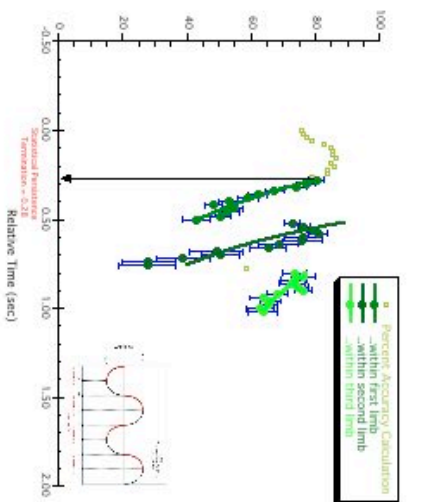 Percent Accuracy Calculation
...within first limb
...within second limb
...within third limb
100
80
60
40
20
0
-0.50
0.00
0.50
1.00
1.50
2.00
Statistical Persistence
Termination = 0.28
Relative Time (sec)